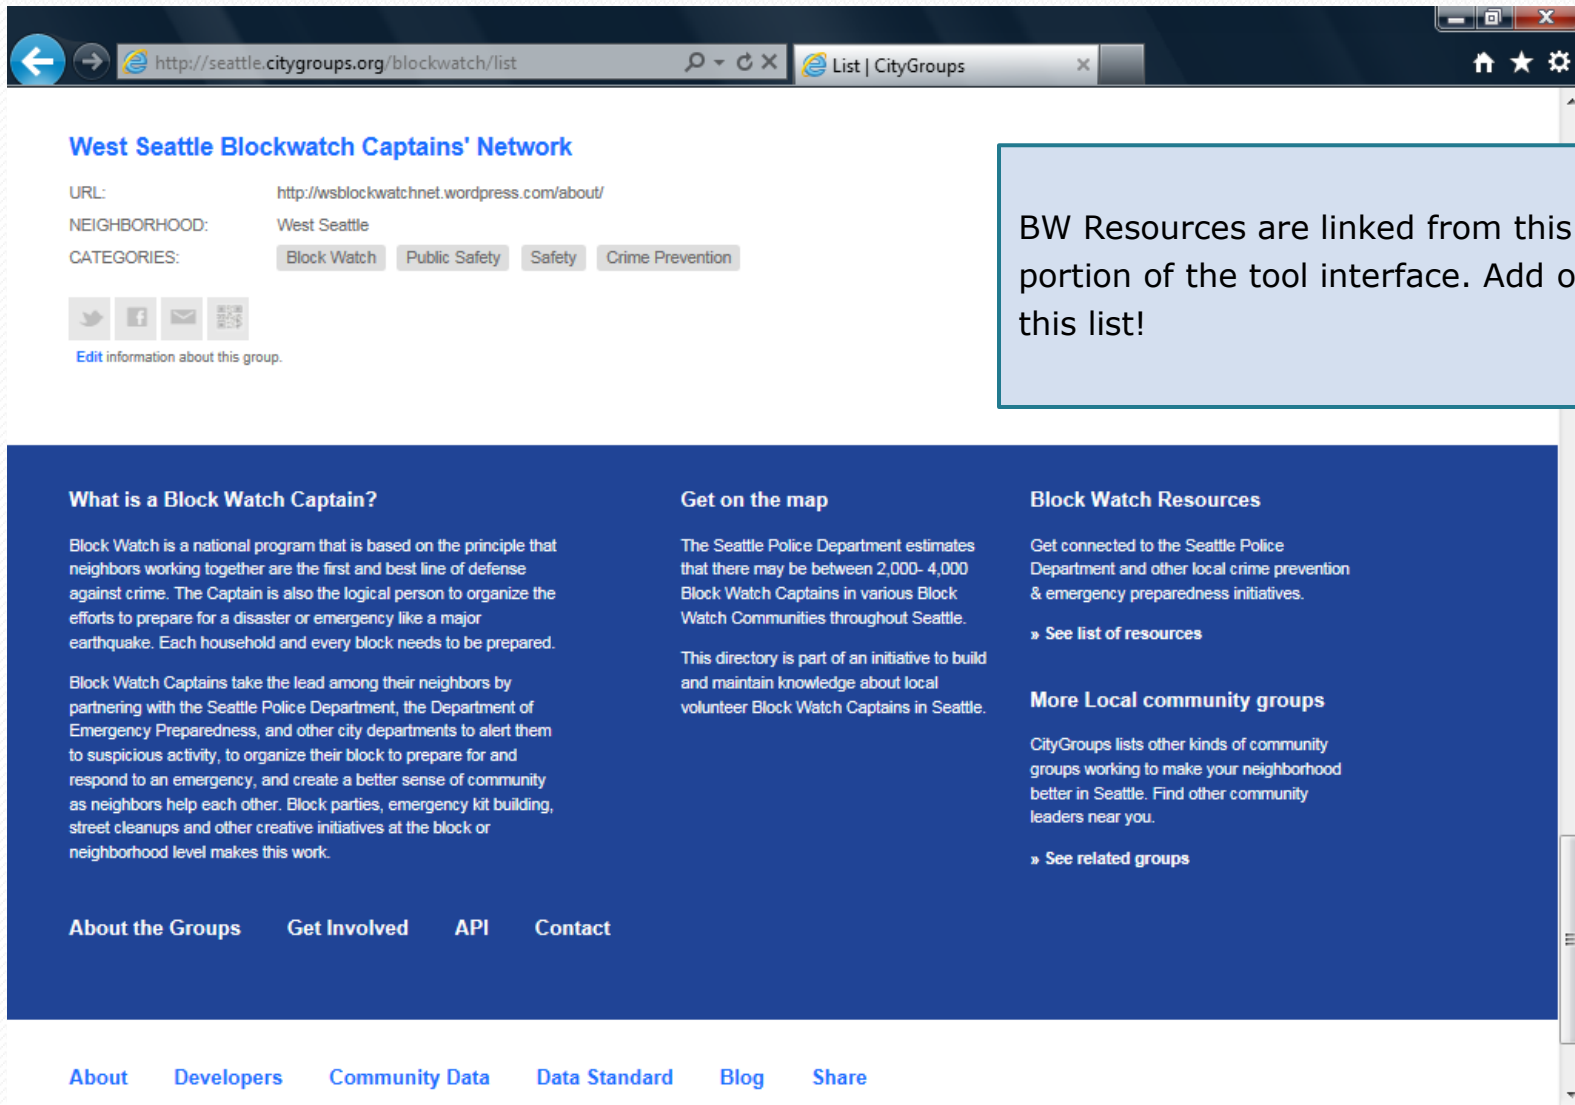 http://seattle.citygroups.org/blockwatch/list
List | CityGroups
West Seattle Blockwatch Captains' Network
URL: http://wsblockwatchnet.wordpress.com/about/
NEIGHBORHOOD: West Seattle
CATEGORIES: Block Watch Public Safety Safety Crime Prevention
Edit information about this group.
BW Resources are linked from this
portion of the tool interface. Add o
this list!
What is a Block Watch Captain?
Block Watch is a national program that is based on the principle that
neighbors working together are the first and best line of defense
against crime. The Captain is also the logical person to organize the
efforts to prepare for a disaster or emergency like a major
earthquake. Each household and every block needs to be prepared.
Block Watch Captains take the lead among their neighbors by
partnering with the Seattle Police Department, the Department of
Emergency Preparedness, and other city departments to alert them
to suspicious activity, to organize their block to prepare for and
respond to an emergency, and create a better sense of community
as neighbors help each other. Block parties, emergency kit building,
street cleanups and other creative initiatives at the block or
neighborhood level makes this work.
Get on the map
The Seattle Police Department estimates
that there may be between 2,000- 4,000
Block Watch Captains in various Block
Watch Communities throughout Seattle.
This directory is part of an initiative to build
and maintain knowledge about local
volunteer Block Watch Captains in Seattle.
Block Watch Resources
Get connected to the Seattle Police
Department and other local crime prevention
& emergency preparedness initiatives.
» See list of resources
More Local community groups
CityGroups lists other kinds of community
groups working to make your neighborhood
better in Seattle. Find other community
leaders near you.
» See related groups
About the Groups Get Involved API Contact
About Developers Community Data Data Standard Blog Share